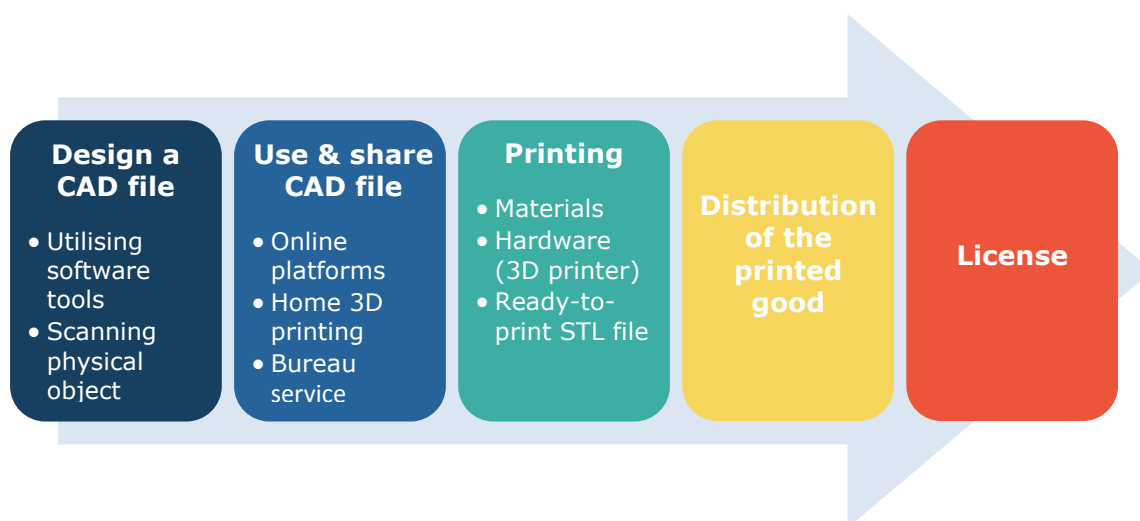 Design a
CAD file
• Utilising
software
tools
• Scanning
physical
object
Use & share
CAD file
• Online
platforms
• Home 3D
printing
• Bureau
service
Printing
• Materials
• Hardware
(3D printer)
• Ready-to-
print STL file
Distribution
of the
printed
good
License